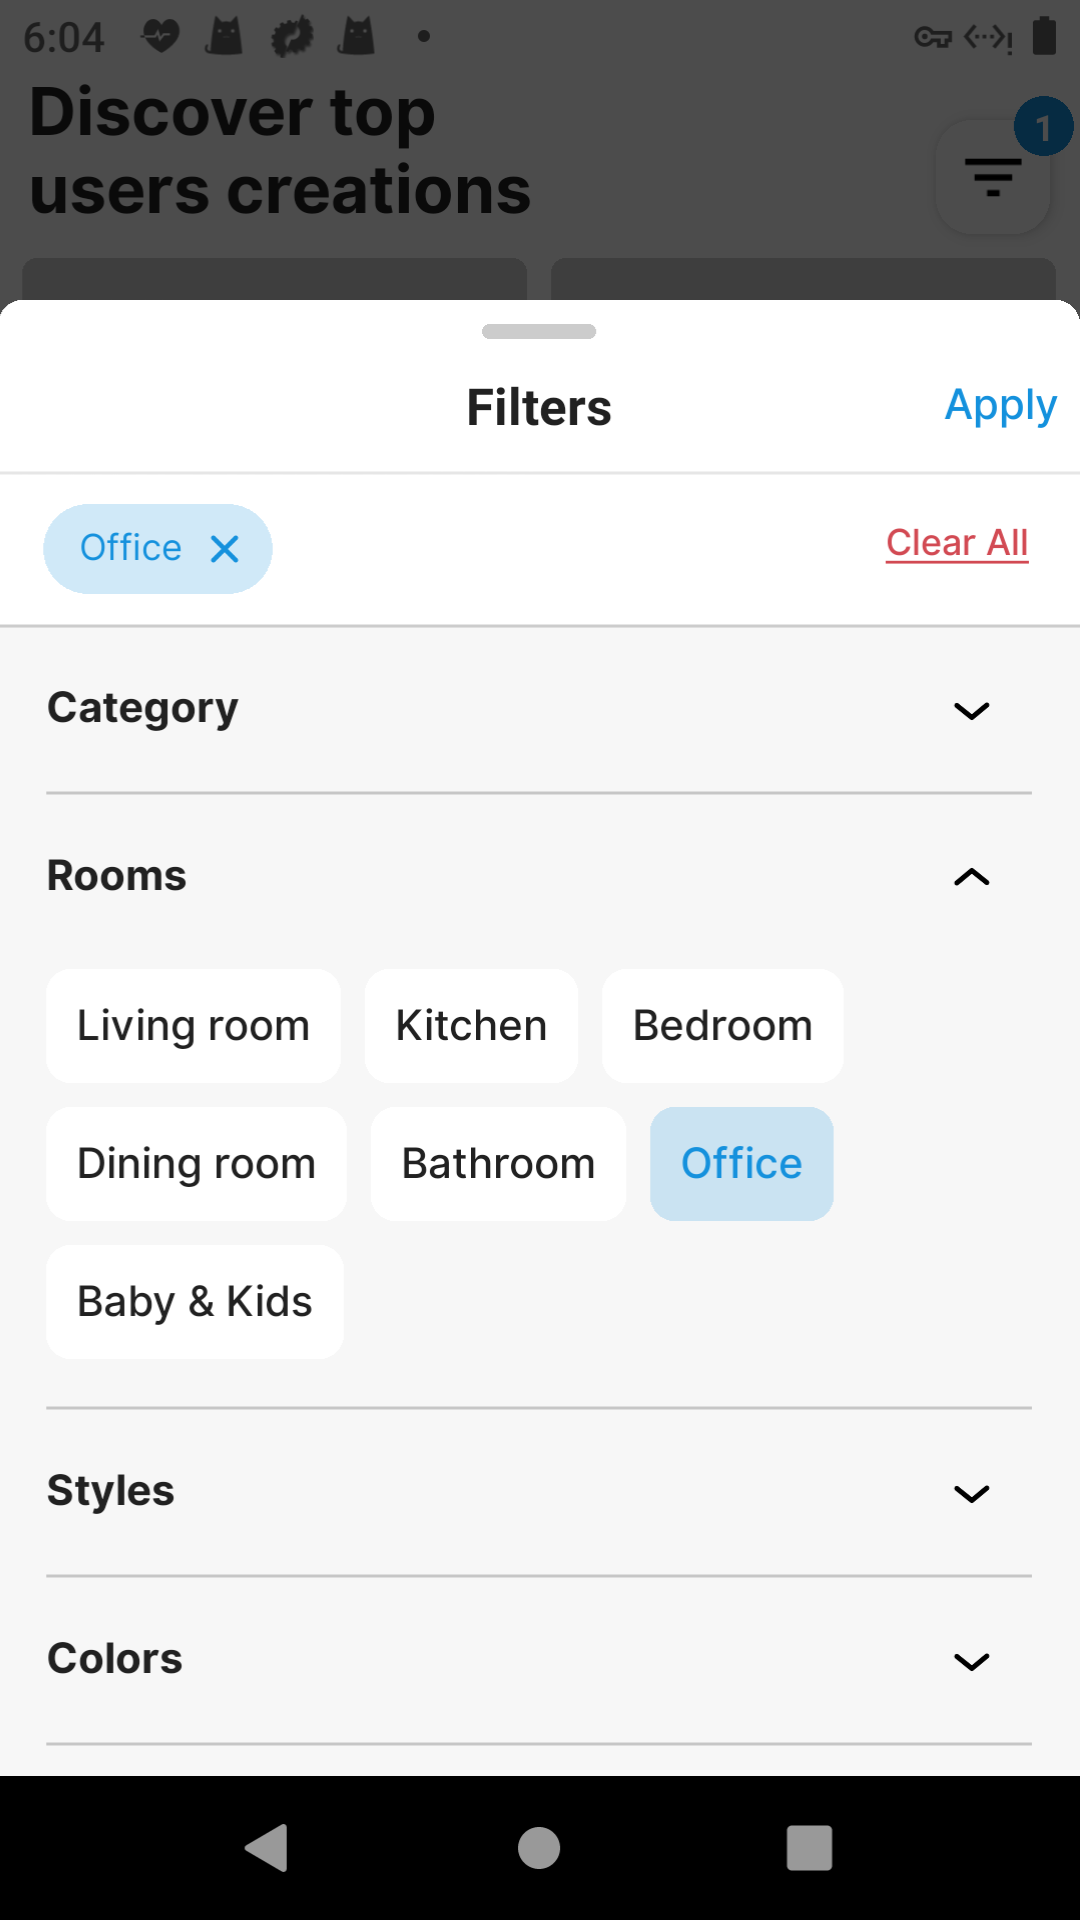 6:04
Discover top
users creations
1
Filters
Apply
Office
Clear All
Category
Rooms
Living room
Kitchen
Bedroom
Dining room
Bathroom
Office
Baby & Kids
Styles
Colors